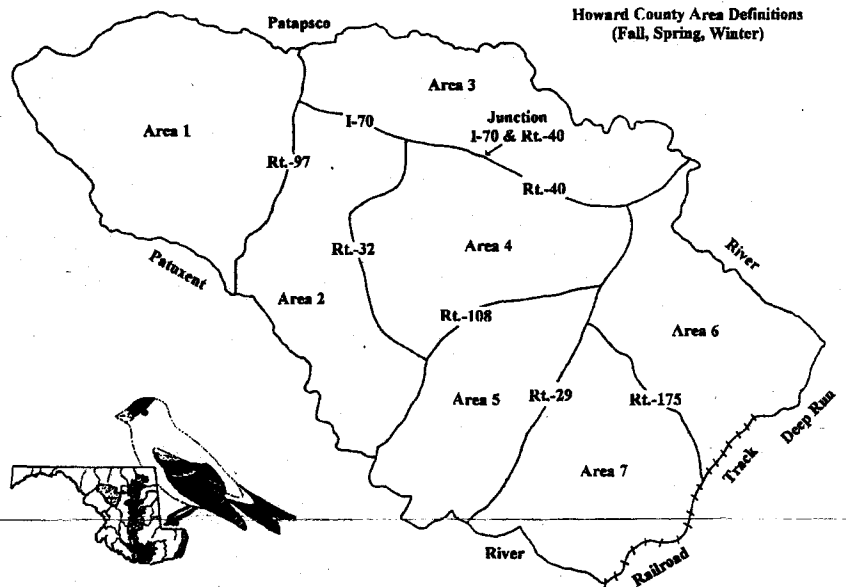 Howard County Area Definitions
(Fall, Spring, Winter)
Patapsco
Area 3
Junction
I-70 & Rt.-40
I-70
Area 1
Rt.-97
Rt.-40
Rt.-32
Area 4
River
Patuxent
Area 2
Rt.-108
Area 6
Area 5
Rt.-29
Rt.-175
Deep Run
Track
Area 7
River
Railroad